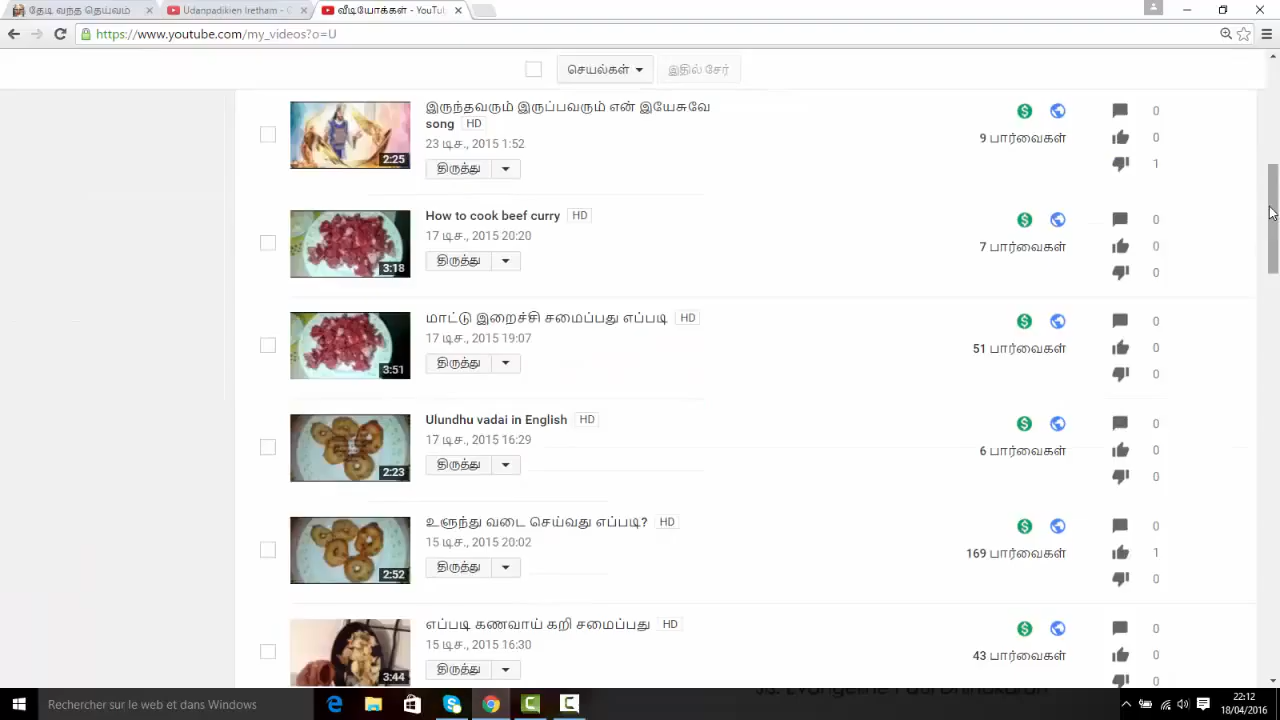 தேடி வந்த தெய்வம்
Udanpadikien Iretham - C
வீடியோக்கள் - YouTu
https://www.youtube.com/my_videos?o=U
செயல்கள்
இதில் சேர்
இருந்தவரும் இருப்பவரும் என் இயேசுவே
song HD
23 டிச., 2015 1:52
2:25
திருத்து
9 பார்வைகள்
0
0
1
How to cook beef curry HD
17 டிச., 2015 20:20
3:18
திருத்து
7 பார்வைகள்
0
0
0
மாட்டு இறைச்சி சமைப்பது எப்படி HD
17 டிச., 2015 19:07
3:51
திருத்து
51 பார்வைகள்
0
0
0
Ulundhu vadai in English HD
17 டிச., 2015 16:29
2:23
திருத்து
6 பார்வைகள்
0
0
0
உளுந்து வடை செய்வது எப்படி? HD
15 டிச., 2015 20:02
2:52
திருத்து
169 பார்வைகள்
0
1
0
எப்படி கணவாய் கறி சமைப்பது HD
15 டிச., 2015 16:30
3:44
திருத்து
43 பார்வைகள்
0
0
0
Rechercher sur le web et dans Windows
22:12
18/04/2016